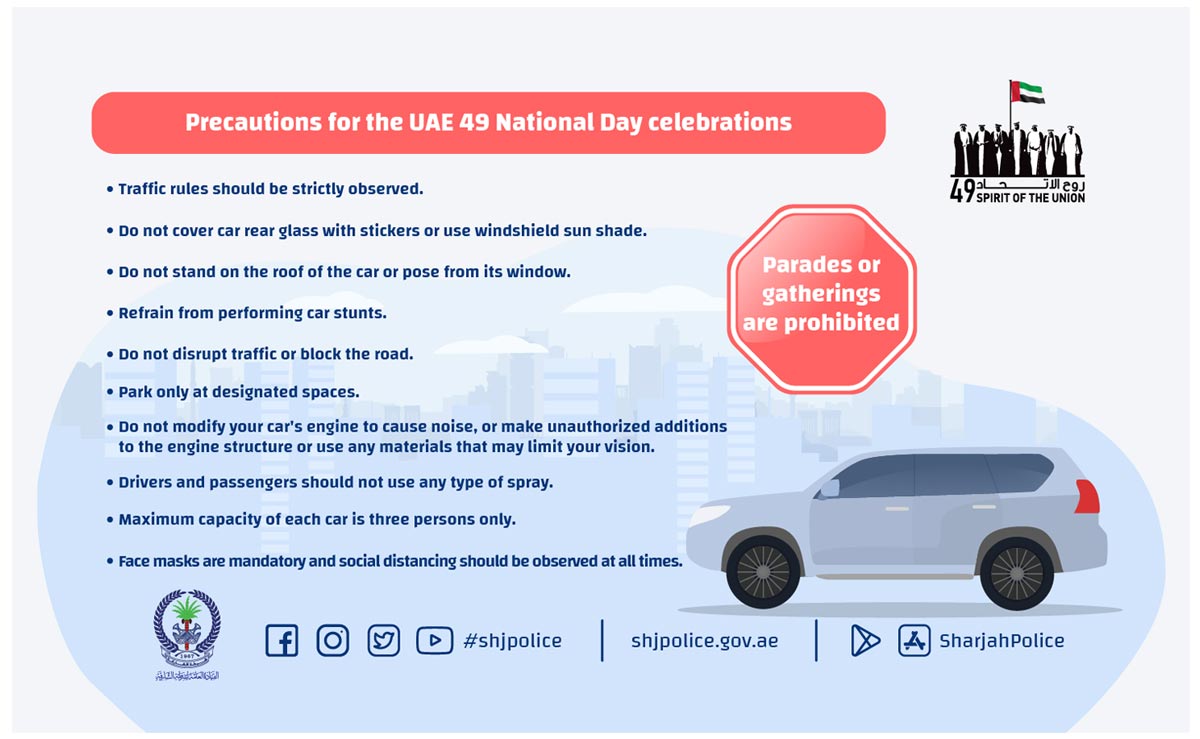 Precautions for the UAE 49 National Day celebrations
49 روح الاتحاد
SPIRIT OF THE UNION
• Traffic rules should be strictly observed.
• Do not cover car rear glass with stickers or use windshield sun shade.
• Do not stand on the roof of the car or pose from its window.
• Refrain from performing car stunts.
• Do not disrupt traffic or block the road.
• Park only at designated spaces.
• Do not modify your car's engine to cause noise, or make unauthorized additions
to the engine structure or use any materials that may limit your vision.
• Drivers and passengers should not use any type of spray.
• Maximum capacity of each car is three persons only.
• Face masks are mandatory and social distancing should be observed at all times.
Parades or
gatherings
are prohibited
1967
القيادة العامة لشرطة الشارقة
#shjpolice
shjpolice.gov.ae
SharjahPolice